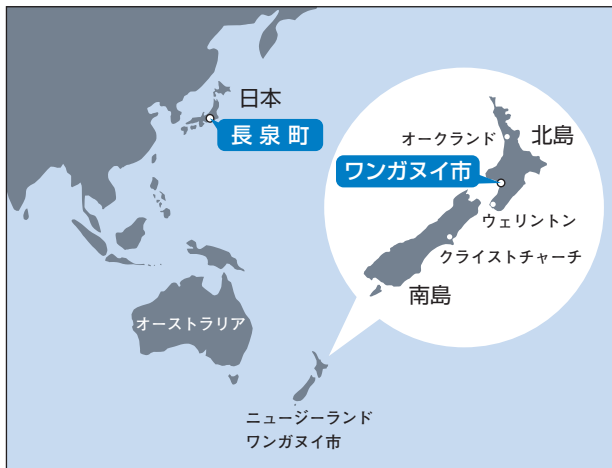 日本
長泉町
オークランド
北島
ワンガヌイ市
ウェリントン
クライストチャーチ
南島
オーストラリア
ニュージーランド
ワンガヌイ市